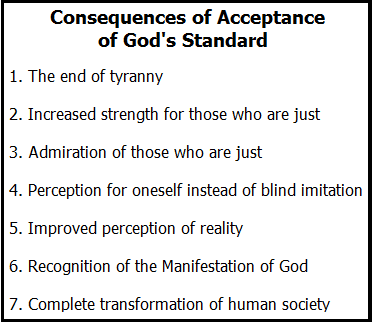 Consequences of Acceptance
of God's Standard
1. The end of tyranny
2. Increased strength for those who are just
3. Admiration of those who are just
4. Perception for oneself instead of blind imitation
5. Improved perception of reality
6. Recognition of the Manifestation of God
7. Complete transformation of human society